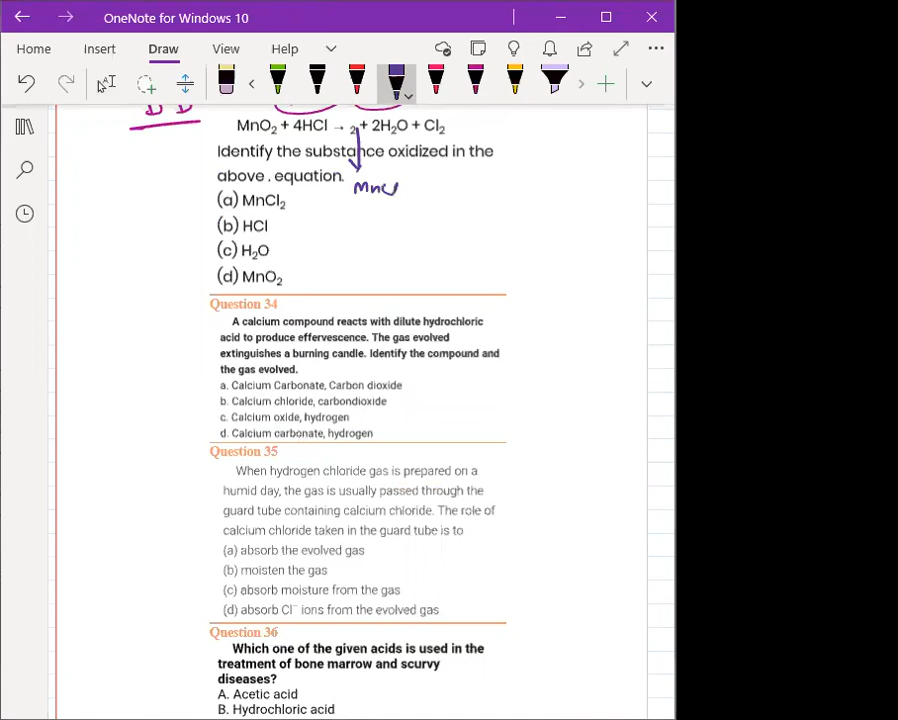 OneNote for Windows 10
Home Insert Draw View Help
MnO₂ + 4HCl → ₂ + 2H₂O + Cl₂
Identify the substance oxidized in the
above . equation.
(a) MnCl₂
(b) HCl
(c) H₂O
(d) MnO₂
Question 34
A calcium compound reacts with dilute hydrochloric
acid to produce effervescence. The gas evolved
extinguishes a burning candle. Identify the compound and
the gas evolved.
a. Calcium Carbonate, Carbon dioxide
b. Calcium chloride, carbondioxide
c. Calcium oxide, hydrogen
d. Calcium carbonate, hydrogen
Question 35
When hydrogen chloride gas is prepared on a
humid day, the gas is usually passed through the
guard tube containing calcium chloride. The role of
calcium chloride taken in the guard tube is to
(a) absorb the evolved gas
(b) moisten the gas
(c) absorb moisture from the gas
(d) absorb Cl⁻ ions from the evolved gas
Question 36
Which one of the given acids is used in the
treatment of bone marrow and scurvy
diseases?
A. Acetic acid
B. Hydrochloric acid